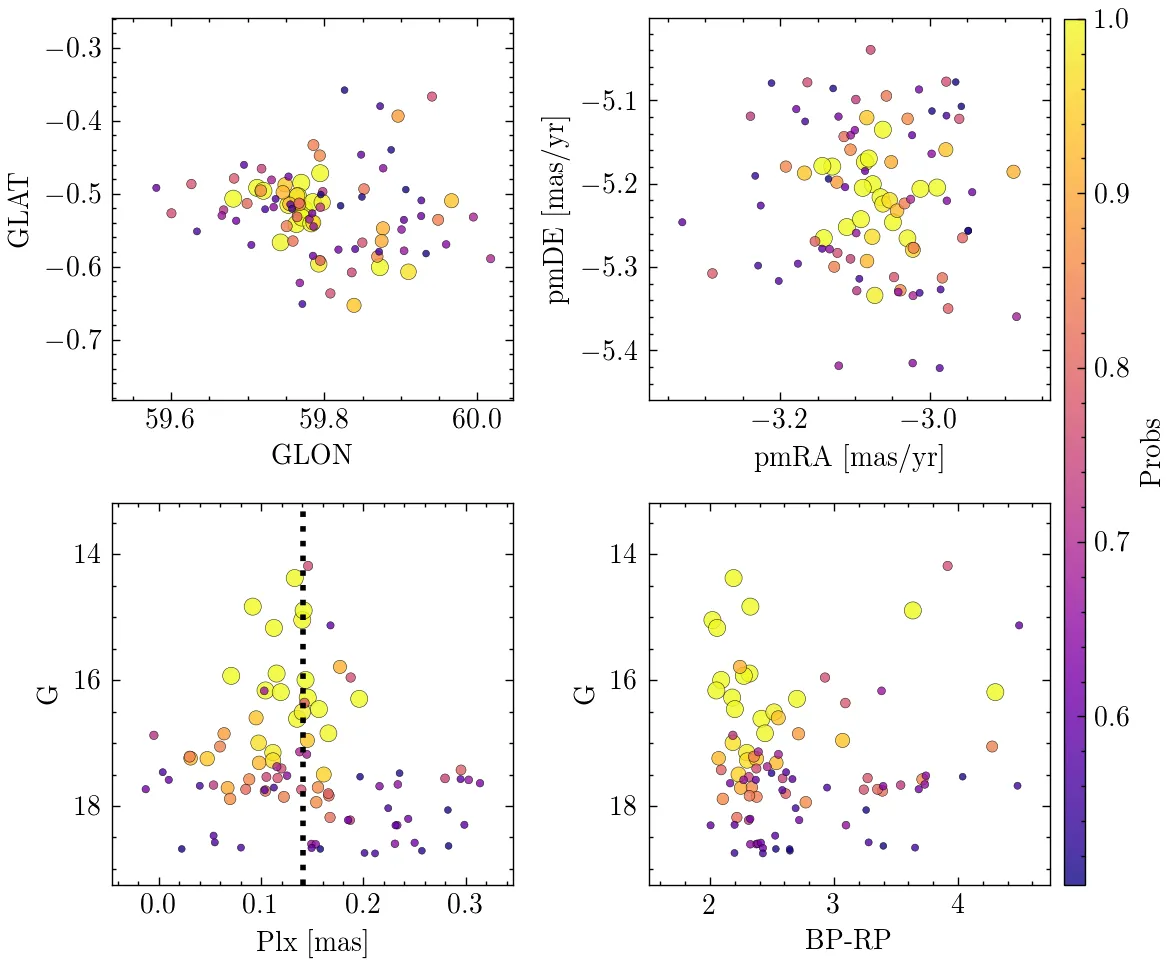 −0.3
−0.4
−0.5
−0.6
−0.7
GLAT
59.6 59.8 60.0
GLON
−5.1
−5.2
−5.3
−5.4
pmDE [mas/yr]
−3.2 −3.0
pmRA [mas/yr]
1.0
0.9
0.8
0.7
0.6
Probs
14
16
18
G
0.0 0.1 0.2 0.3
Plx [mas]
14
16
18
G
2 3 4
BP-RP